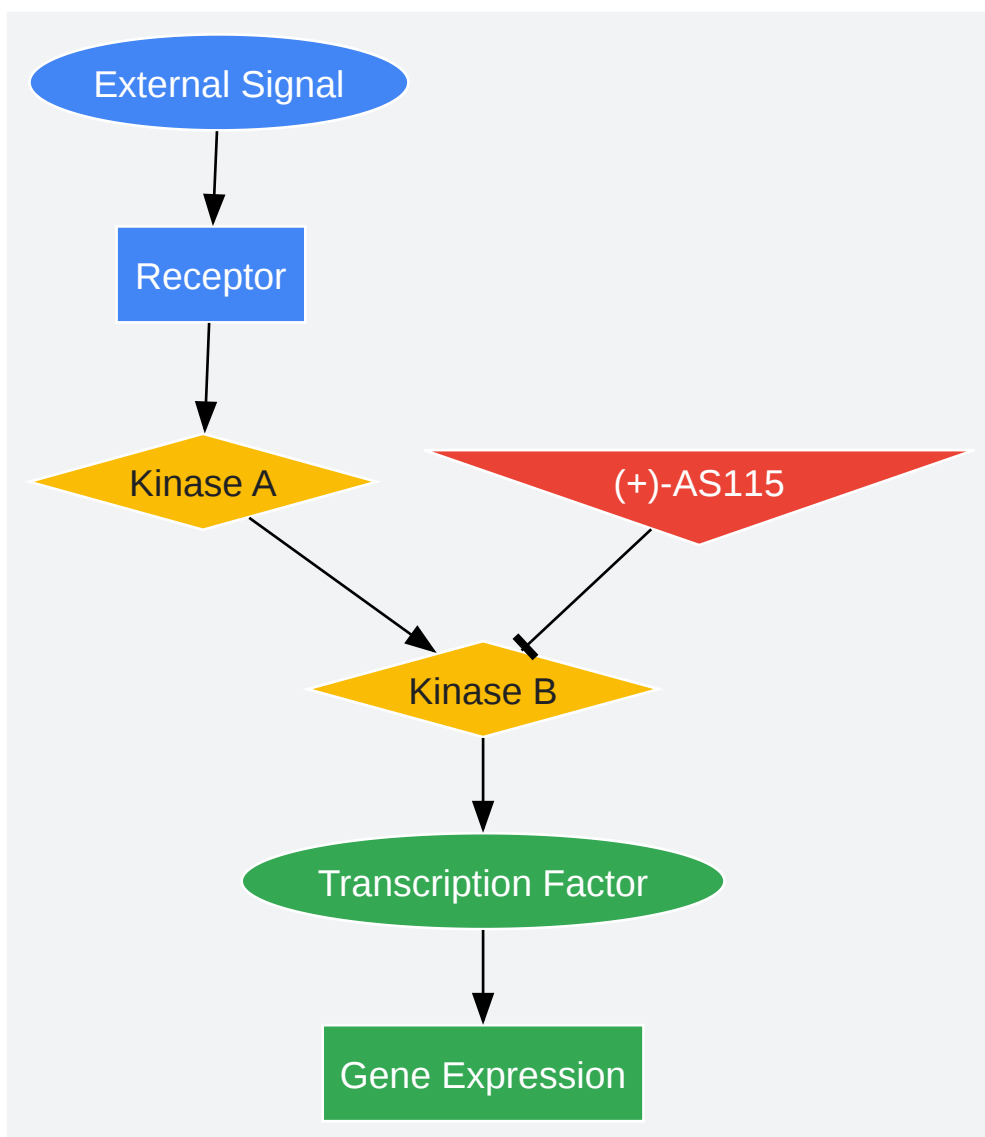 External Signal
Receptor
Kinase A
(+)-AS115
Kinase B
Transcription Factor
Gene Expression